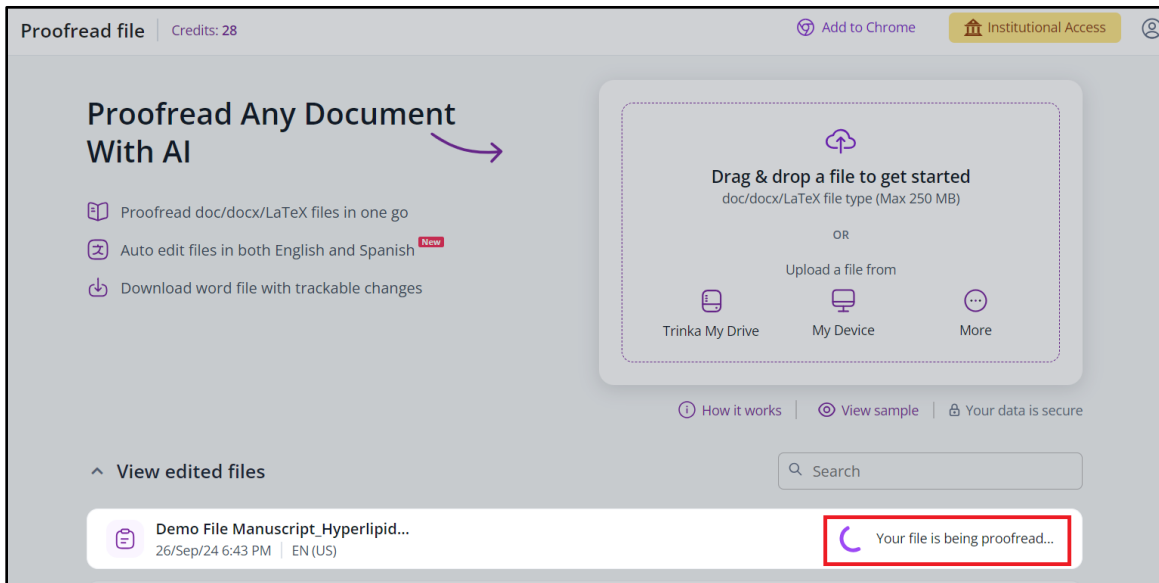 Proofread file
Credits: 28
Add to Chrome
Institutional Access
Proofread Any Document
With AI
Proofread doc/docx/LaTeX files in one go
Auto edit files in both English and Spanish New
Download word file with trackable changes
Drag & drop a file to get started
doc/docx/LaTeX file type (Max 250 MB)
OR
Upload a file from
Trinka My Drive
My Device
More
How it works
View sample
Your data is secure
View edited files
Search
Demo File Manuscript_Hyperlipid...
26/Sep/24 6:43 PM
EN (US)
Your file is being proofread...